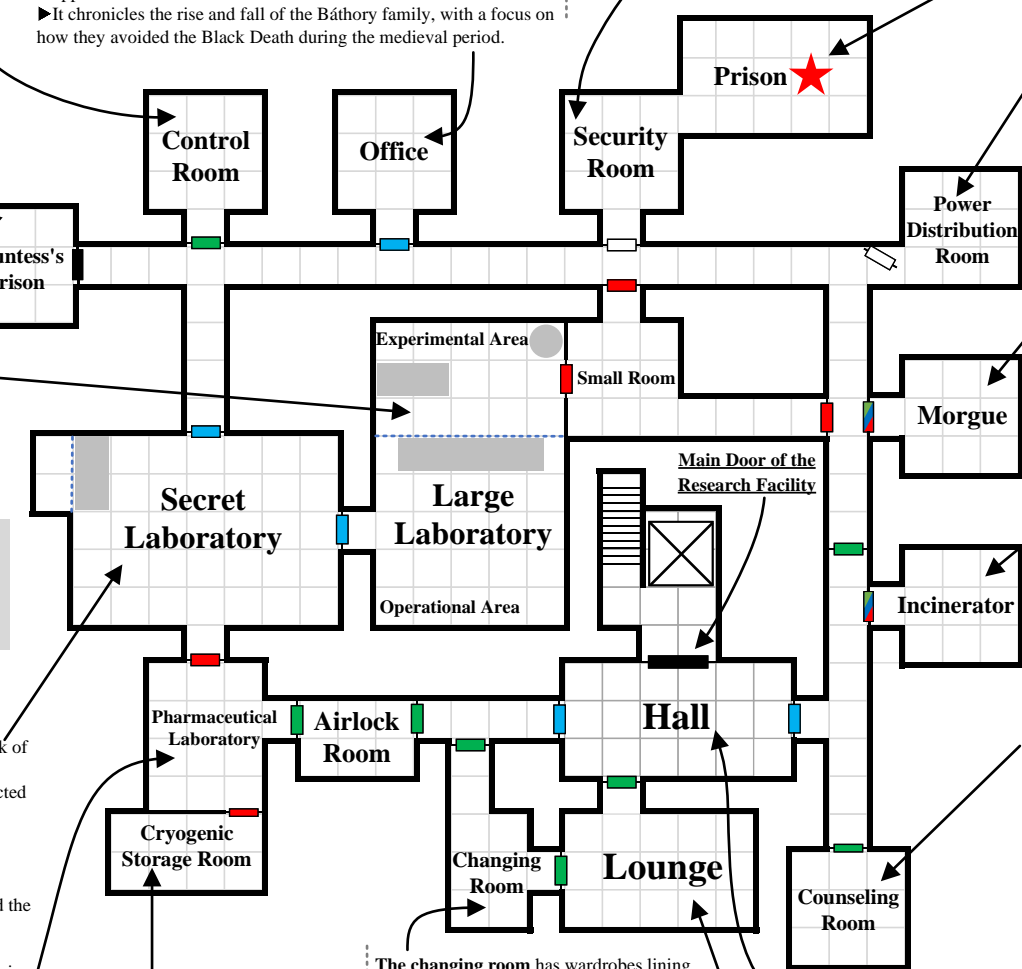 ▶It chronicles the rise and fall of the Báthory family, with a focus on
how they avoided the Black Death during the medieval period.
Prison
Control
Room
Office
Security
Room
Power
Distribution
Room
Experimental Area
Small Room
Morgue
Main Door of the
Research Facility
Secret
Laboratory
Large
Laboratory
Operational Area
Incinerator
Pharmaceutical
Laboratory
Airlock
Room
Hall
k of
cted
Cryogenic
Storage Room
Changing
Room
Lounge
Counseling
Room
the
The changing room has wardrobes lining